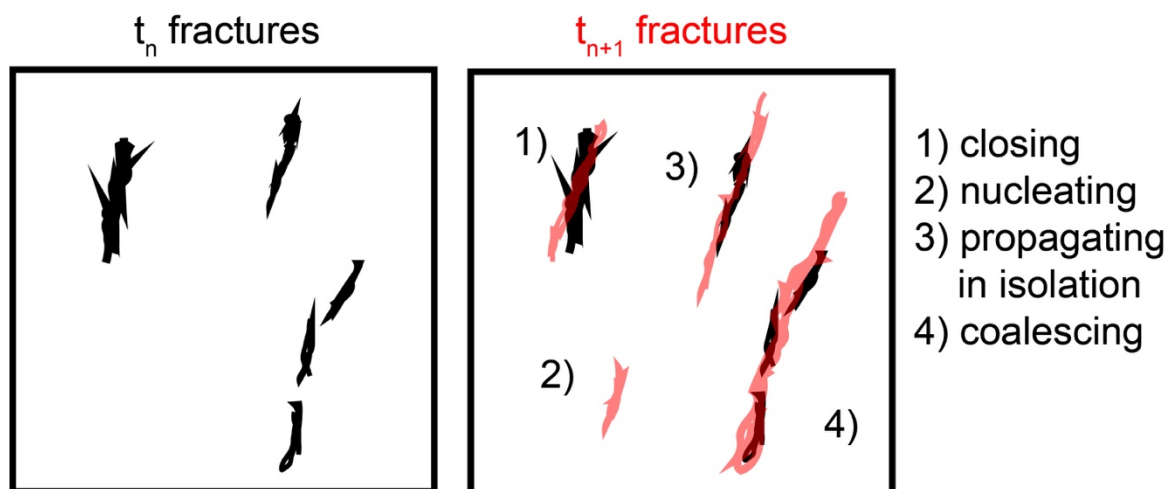 tn fractures
tn+1 fractures
1)
3)
2)
4)
1) closing
2) nucleating
3) propagating
in isolation
4) coalescing